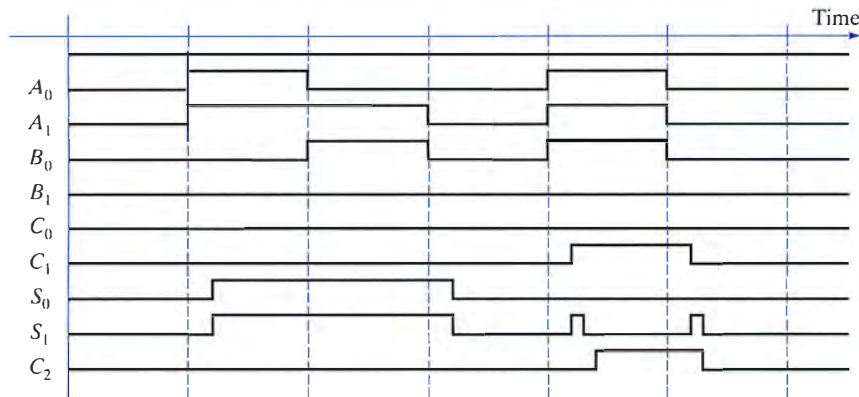 Time
A₀
A₁
B₀
B₁
C₀
C₁
S₀
S₁
C₂